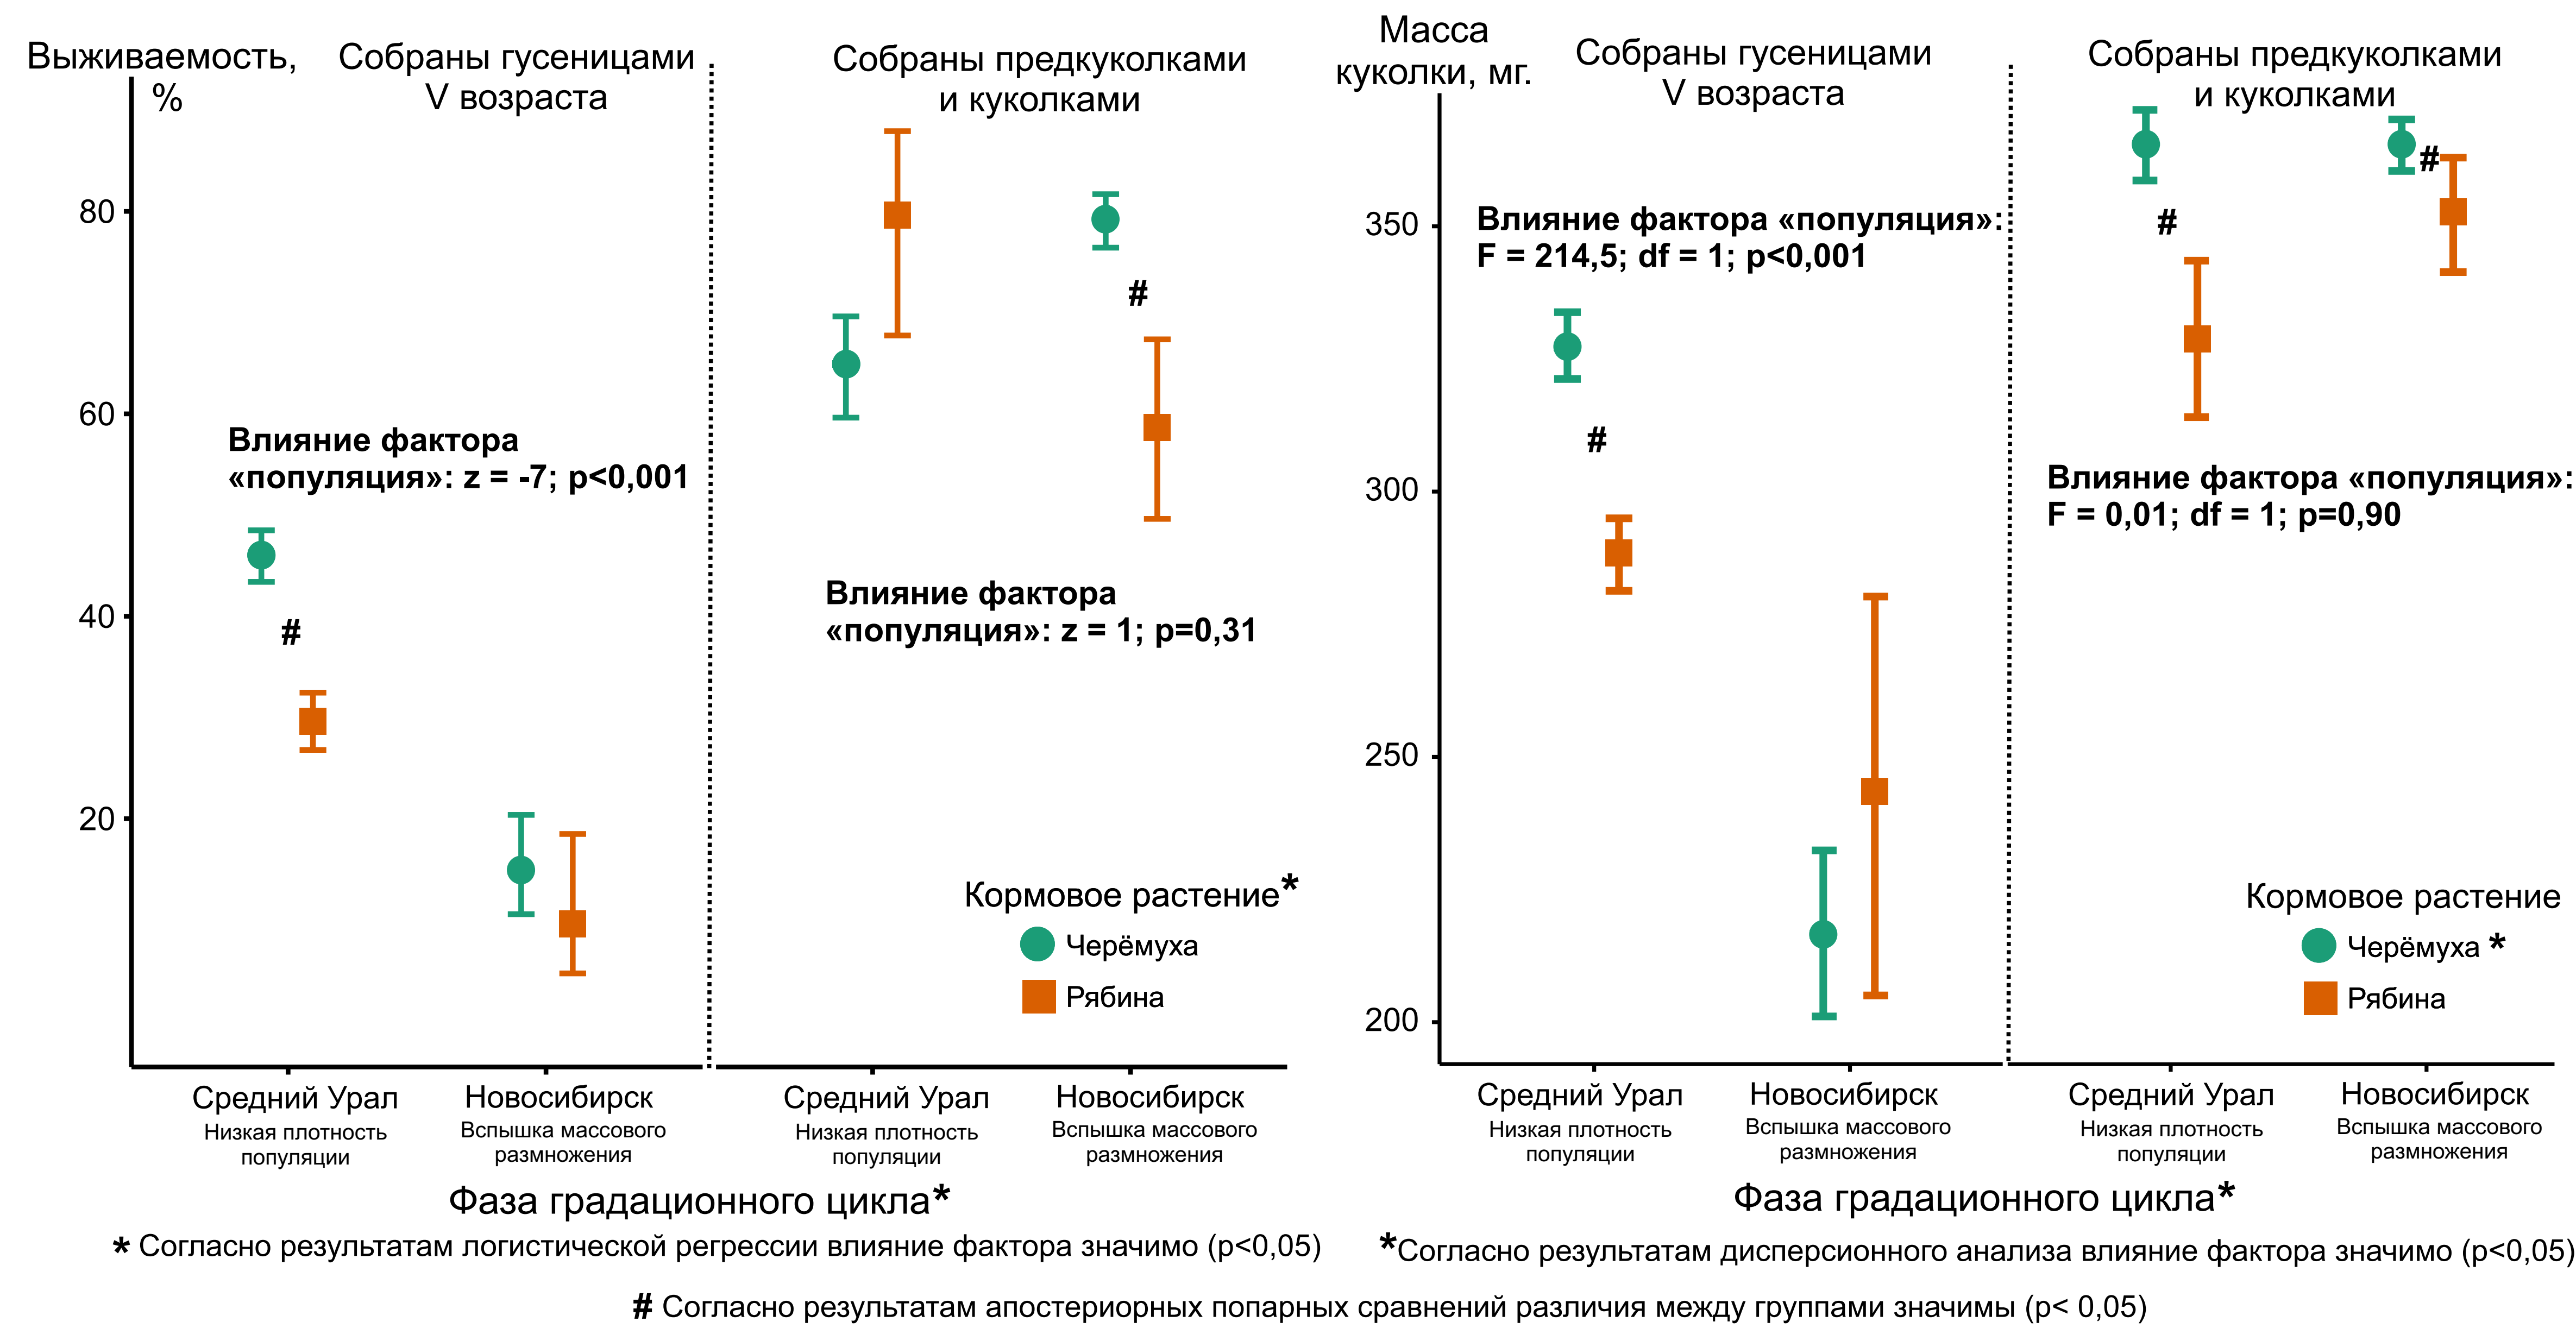 Выживаемость,
%
Собраны гусеницами
V возраста
Собраны предкуколками
и куколками
80
60
40
20
Влияние фактора
«популяция»: z = -7; p<0,001
#
#
Влияние фактора
«популяция»: z = 1; p=0,31
Кормовое растение*
Черёмуха
Рябина
Средний Урал
Низкая плотность
популяции
Новосибирск
Вспышка массового
размножения
Средний Урал
Низкая плотность
популяции
Новосибирск
Вспышка массового
размножения
Фаза градационного цикла*
* Согласно результатам логистической регрессии влияние фактора значимо (p<0,05)
Масса
куколки, мг.
Собраны гусеницами
V возраста
Собраны предкуколками
и куколками
350
300
250
200
Влияние фактора «популяция»:
F = 214,5; df = 1; p<0,001
#
#
#
Влияние фактора «популяция»:
F = 0,01; df = 1; p=0,90
Кормовое растение
Черёмуха *
Рябина
Средний Урал
Низкая плотность
популяции
Новосибирск
Вспышка массового
размножения
Средний Урал
Низкая плотность
популяции
Новосибирск
Вспышка массового
размножения
Фаза градационного цикла*
*Согласно результатам дисперсионного анализа влияние фактора значимо (p<0,05)
# Согласно результатам апостериорных попарных сравнений различия между группами значимы (p< 0,05)